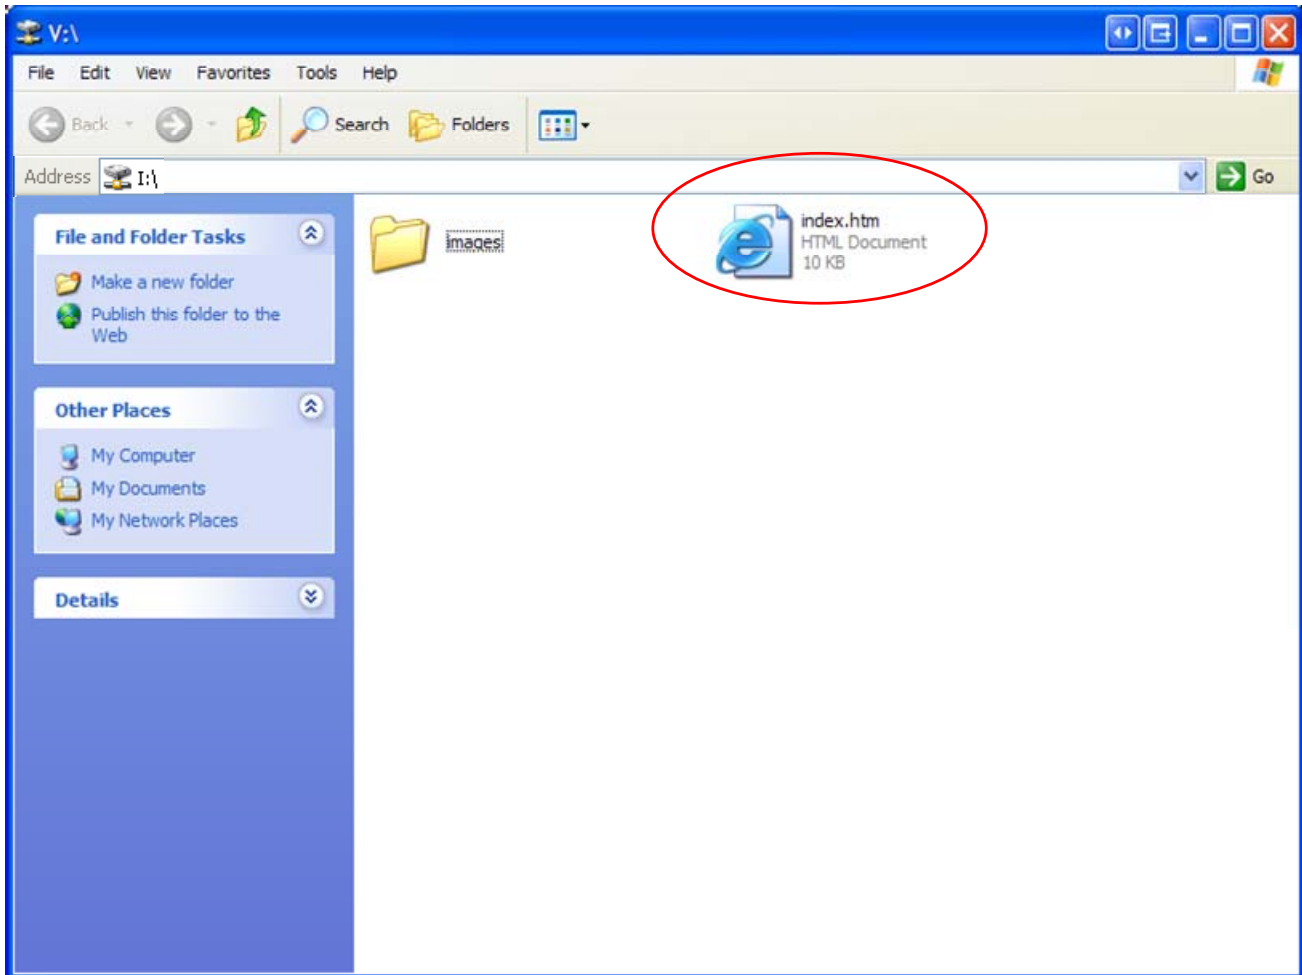 V:\
File Edit View Favorites Tools Help
Back Search Folders
Address I:\ Go
File and Folder Tasks
Make a new folder
Publish this folder to the
Web
Other Places
My Computer
My Documents
My Network Places
Details
images
index.htm
HTML Document
10 KB